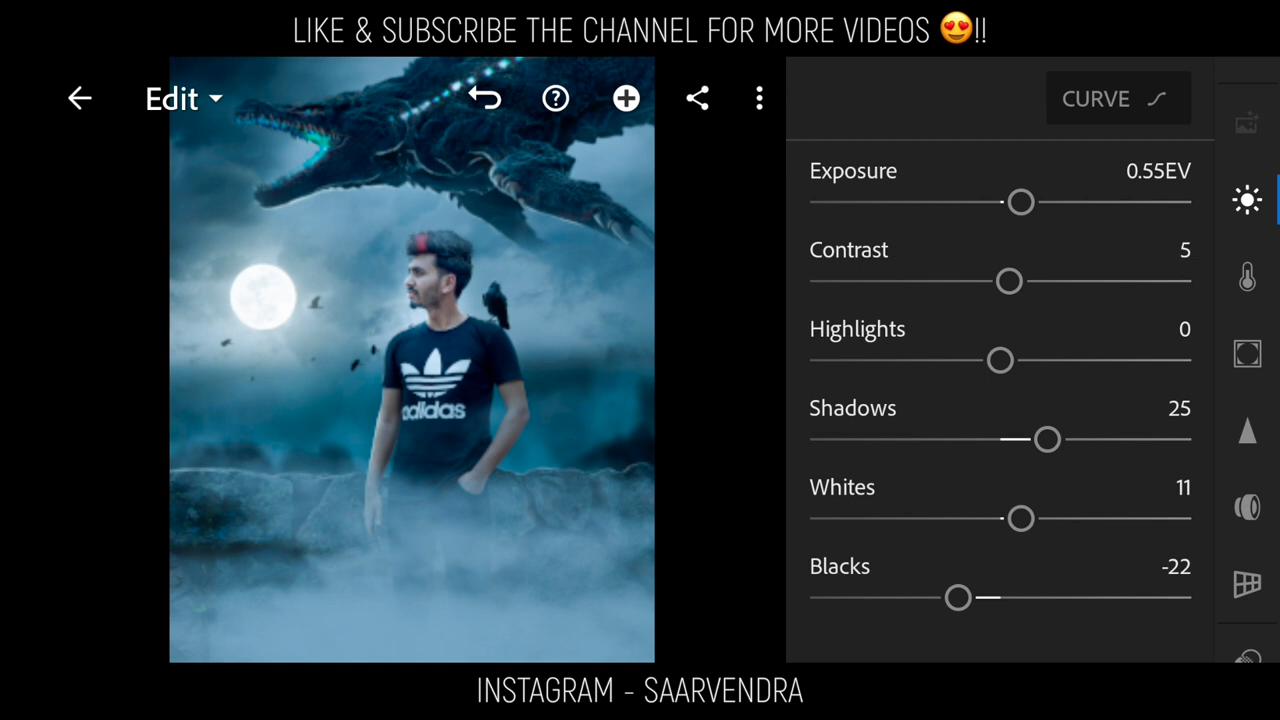 LIKE & SUBSCRIBE THE CHANNEL FOR MORE VIDEOS 😍!!
Edit
CURVE
Exposure 0.55EV
Contrast 5
Highlights 0
Shadows 25
Whites 11
Blacks -22
adidas
INSTAGRAM - SAARVENDRA